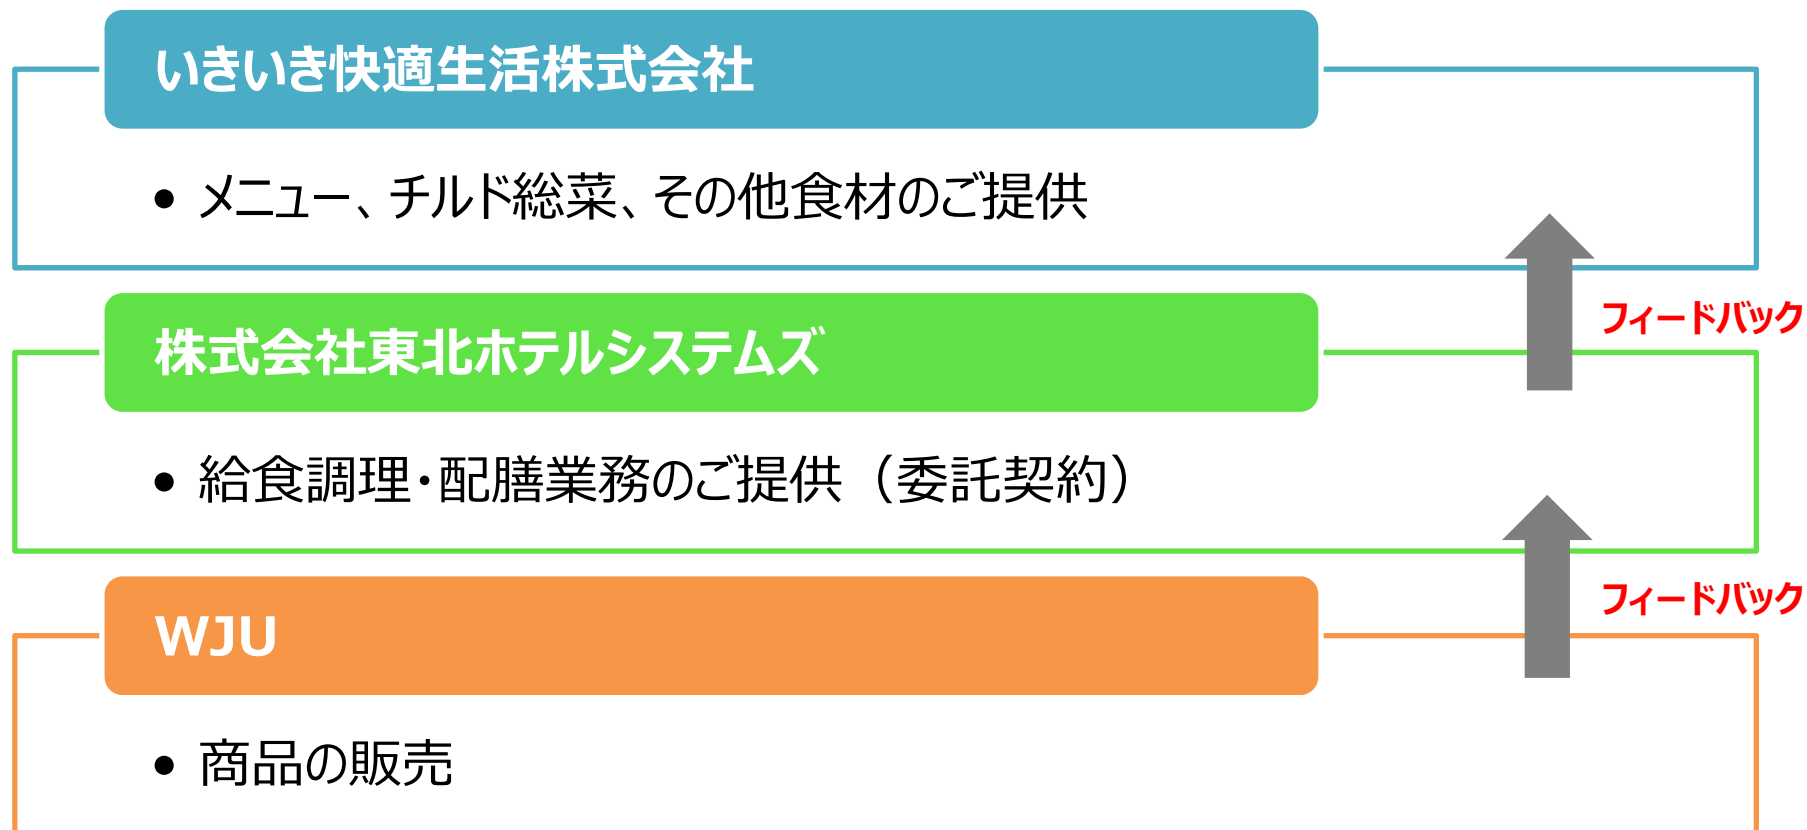 いきいき快適生活株式会社
• メニュー、チルド総菜、その他食材のご提供
フィードバック
株式会社東北ホテルシステムズ
• 給食調理・配膳業務のご提供（委託契約）
フィードバック
WJU
• 商品の販売